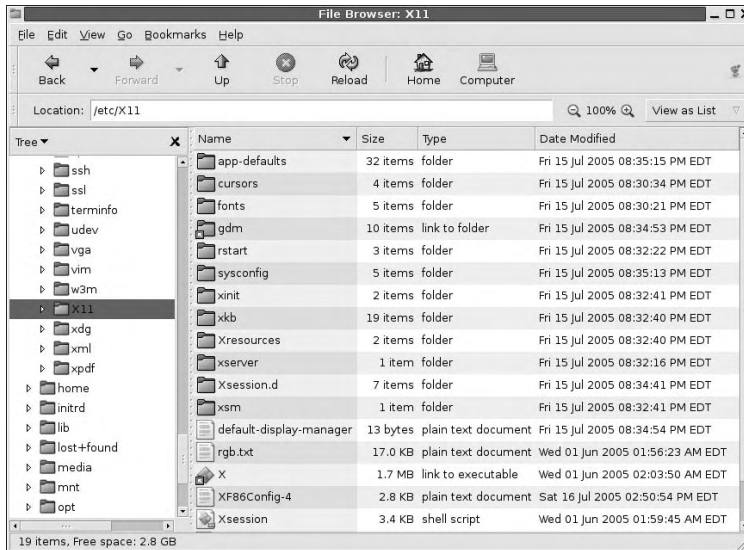 File Browser: X11
File Edit View Go Bookmarks Help
Back Forward Up Stop Reload Home Computer
Location: /etc/X11 100% View as List
Tree
ssh
ssl
terminfo
udev
vga
vim
w3m
X11
xdg
xml
xpdf
home
initrd
lib
lost+found
media
mnt
opt
Name Size Type Date Modified
app-defaults 32 items folder Fri 15 Jul 2005 08:35:15 PM EDT
cursors 4 items folder Fri 15 Jul 2005 08:30:34 PM EDT
fonts 5 items folder Fri 15 Jul 2005 08:30:21 PM EDT
gdm 10 items link to folder Fri 15 Jul 2005 08:34:53 PM EDT
rstart 3 items folder Fri 15 Jul 2005 08:32:22 PM EDT
sysconfig 5 items folder Fri 15 Jul 2005 08:35:13 PM EDT
xinit 2 items folder Fri 15 Jul 2005 08:32:41 PM EDT
xkb 19 items folder Fri 15 Jul 2005 08:32:40 PM EDT
Xresources 2 items folder Fri 15 Jul 2005 08:32:40 PM EDT
xserver 1 item folder Fri 15 Jul 2005 08:32:16 PM EDT
Xsession.d 7 items folder Fri 15 Jul 2005 08:34:41 PM EDT
xsm 1 item folder Fri 15 Jul 2005 08:32:41 PM EDT
default-display-manager 13 bytes plain text document Fri 15 Jul 2005 08:34:54 PM EDT
rgb.txt 17.0 KB plain text document Wed 01 Jun 2005 01:56:23 AM EDT
X 1.7 MB link to executable Wed 01 Jun 2005 02:03:50 AM EDT
XF86Config-4 2.8 KB plain text document Sat 16 Jul 2005 02:50:54 PM EDT
Xsession 3.4 KB shell script Wed 01 Jun 2005 01:59:45 AM EDT
19 items, Free space: 2.8 GB